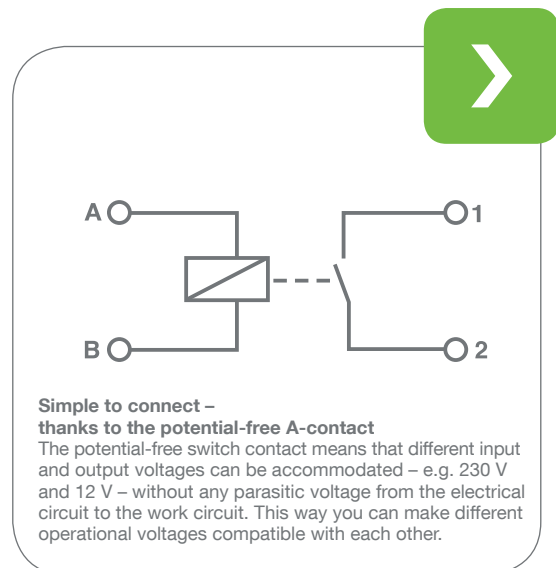 A 1
B 2
Simple to connect –
thanks to the potential-free A-contact
The potential-free switch contact means that different input
and output voltages can be accommodated – e.g. 230 V
and 12 V – without any parasitic voltage from the electrical
circuit to the work circuit. This way you can make different
operational voltages compatible with each other.